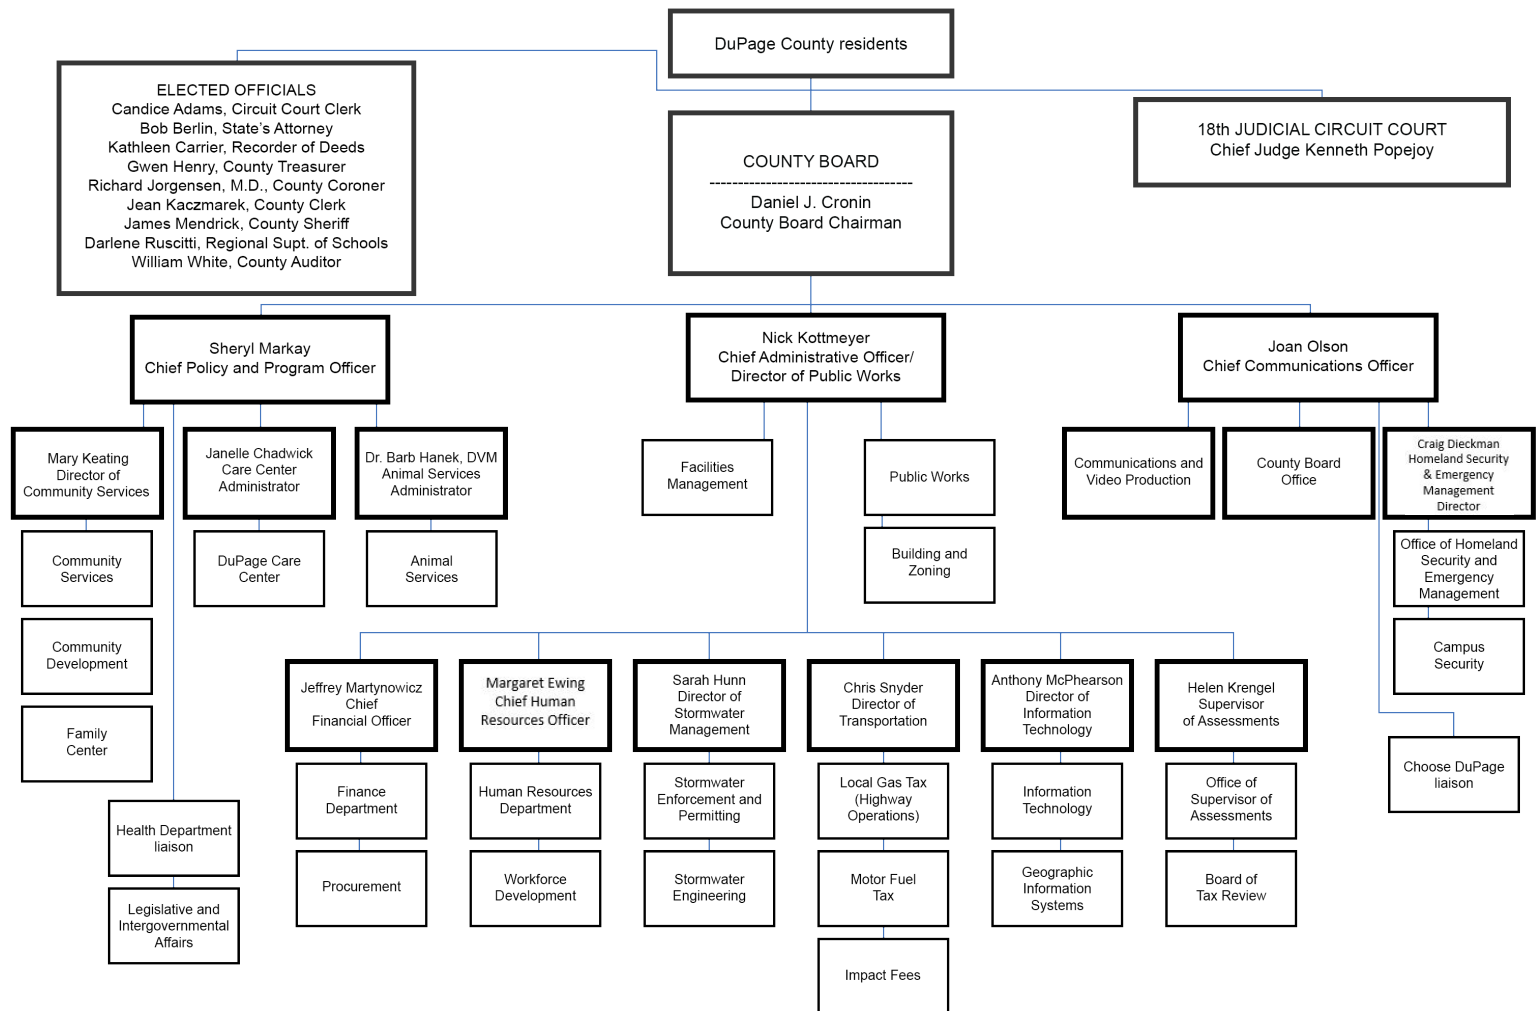 DuPage County residents
ELECTED OFFICIALS
Candice Adams, Circuit Court Clerk
Bob Berlin, State’s Attorney
Kathleen Carrier, Recorder of Deeds
Gwen Henry, County Treasurer
Richard Jorgensen, M.D., County Coroner
Jean Kaczmarek, County Clerk
James Mendrick, County Sheriff
Darlene Ruscitti, Regional Supt. of Schools
William White, County Auditor
COUNTY BOARD
------------------------------------
Daniel J. Cronin
County Board Chairman
18th JUDICIAL CIRCUIT COURT
Chief Judge Kenneth Popejoy
Sheryl Markay
Chief Policy and Program Officer
Nick Kottmeyer
Chief Administrative Officer/
Director of Public Works
Joan Olson
Chief Communications Officer
Mary Keating
Director of
Community Services
Janelle Chadwick
Care Center
Administrator
Dr. Barb Hanek, DVM
Animal Services
Administrator
Facilities
Management
Public Works
Communications and
Video Production
County Board
Office
Craig Dieckman
Homeland Security
& Emergency
Management
Director
Community
Services
DuPage Care
Center
Animal
Services
Building and
Zoning
Office of Homeland
Security and
Emergency
Management
Community
Development
Campus
Security
Family
Center
Jeffrey Martynowicz
Chief
Financial Officer
Margaret Ewing
Chief Human
Resources Officer
Sarah Hunn
Director of
Stormwater
Management
Chris Snyder
Director of
Transportation
Anthony McPhearson
Director of
Information
Technology
Helen Krengel
Supervisor
of Assessments
Choose DuPage
liaison
Health Department
liaison
Finance
Department
Human Resources
Department
Stormwater
Enforcement and
Permitting
Local Gas Tax
(Highway
Operations)
Information
Technology
Office of
Supervisor of
Assessments
Legislative and
Intergovernmental
Affairs
Procurement
Workforce
Development
Stormwater
Engineering
Motor Fuel
Tax
Geographic
Information
Systems
Board of
Tax Review
Impact Fees